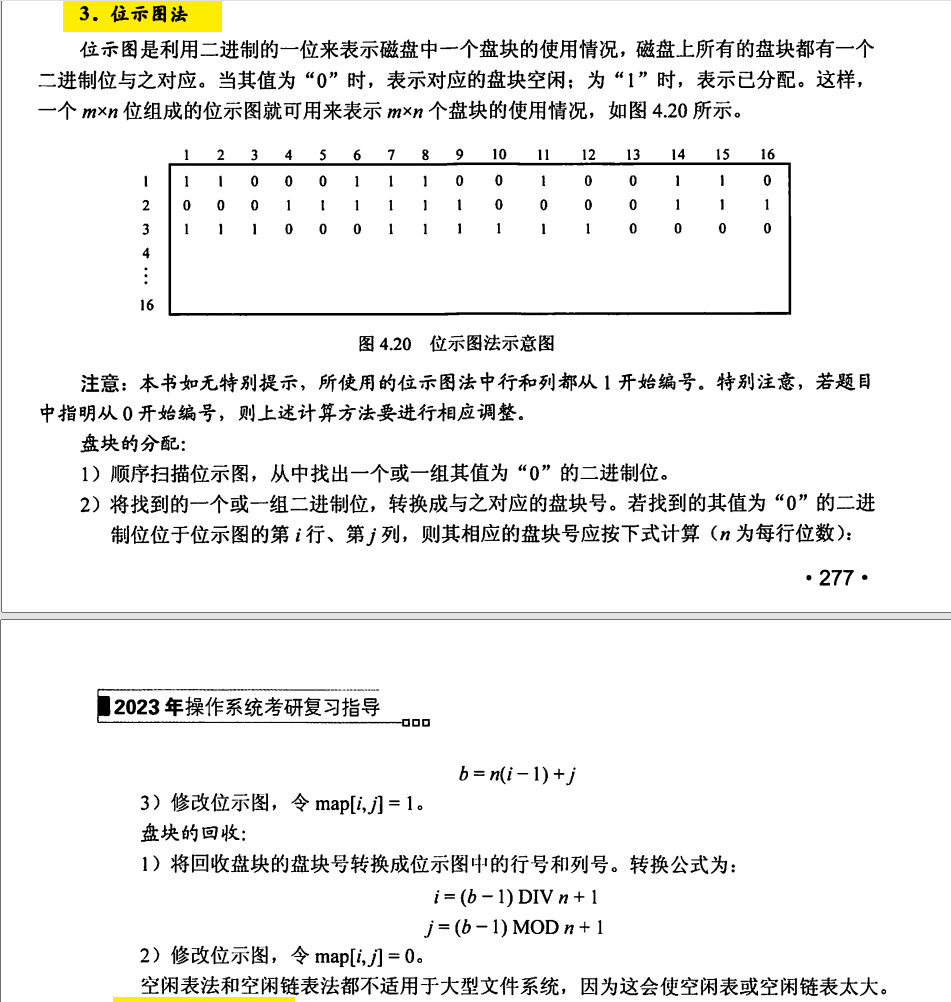 3．位示图法
位示图是利用二进制的一位来表示磁盘中一个盘块的使用情况，磁盘上所有的盘块都有一个
二进制位与之对应。当其值为“0”时，表示对应的盘块空闲；为“1”时，表示已分配。这样，
一个 m×n 位组成的位示图就可用来表示 m×n 个盘块的使用情况，如图 4.20 所示。
1 2 3 4 5 6 7 8 9 10 11 12 13 14 15 16
1 1 1 0 0 0 1 1 1 0 0 1 0 0 1 1 0
2 0 0 0 1 1 1 1 1 1 0 0 0 0 1 1 1
3 1 1 1 0 0 0 1 1 1 1 1 1 0 0 0 0
4
⋮
16
图 4.20 位示图法示意图
注意：本书如无特别提示，所使用的位示图法中行和列都从 1 开始编号。特别注意，若题目
中指明从 0 开始编号，则上述计算方法要进行相应调整。
盘块的分配：
1）顺序扫描位示图，从中找出一个或一组其值为“0”的二进制位。
2）将找到的一个或一组二进制位，转换成与之对应的盘块号。若找到的其值为“0”的二进
制位位于位示图的第 i 行、第 j 列，则其相应的盘块号应按下式计算（n 为每行位数）：
·277·
2023 年操作系统考研复习指导
b = n(i − 1) + j
3）修改位示图，令 map[i, j] = 1。
盘块的回收：
1）将回收盘块的盘块号转换成位示图中的行号和列号。转换公式为：
i = (b − 1) DIV n + 1
j = (b − 1) MOD n + 1
2）修改位示图，令 map[i, j] = 0。
空闲表法和空闲链表法都不适用于大型文件系统，因为这会使空闲表或空闲链表太大。